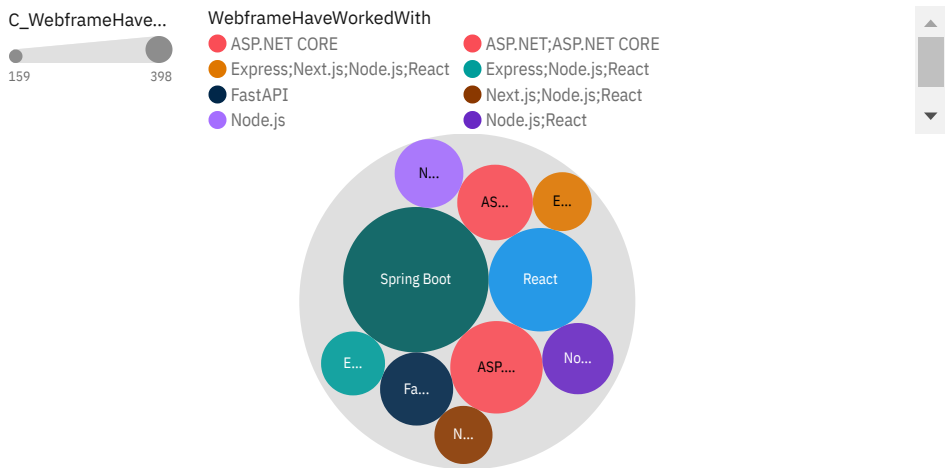 C_WebframeHave...
159 398
WebframeHaveWorkedWith
ASP.NET CORE
ASP.NET;ASP.NET CORE
Express;Next.js;Node.js;React
Express;Node.js;React
FastAPI
Next.js;Node.js;React
Node.js
Node.js;React
N...
AS...
E...
Spring Boot
React
E...
Fa...
ASP....
No...
N...